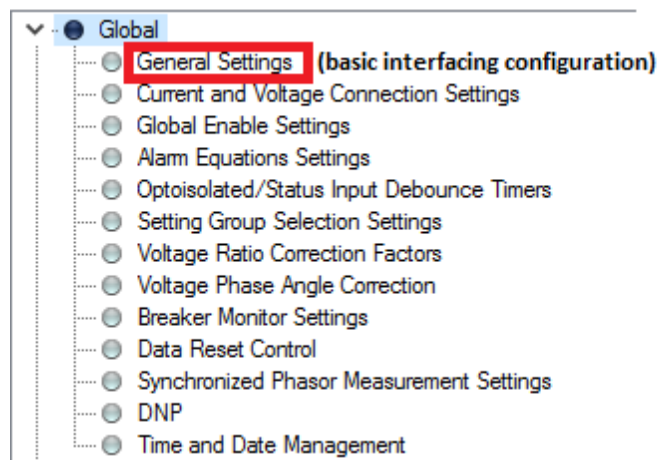 Global
General Settings (basic interfacing configuration)
Current and Voltage Connection Settings
Global Enable Settings
Alarm Equations Settings
Optoisolated/Status Input Debounce Timers
Setting Group Selection Settings
Voltage Ratio Correction Factors
Voltage Phase Angle Correction
Breaker Monitor Settings
Data Reset Control
Synchronized Phasor Measurement Settings
DNP
Time and Date Management